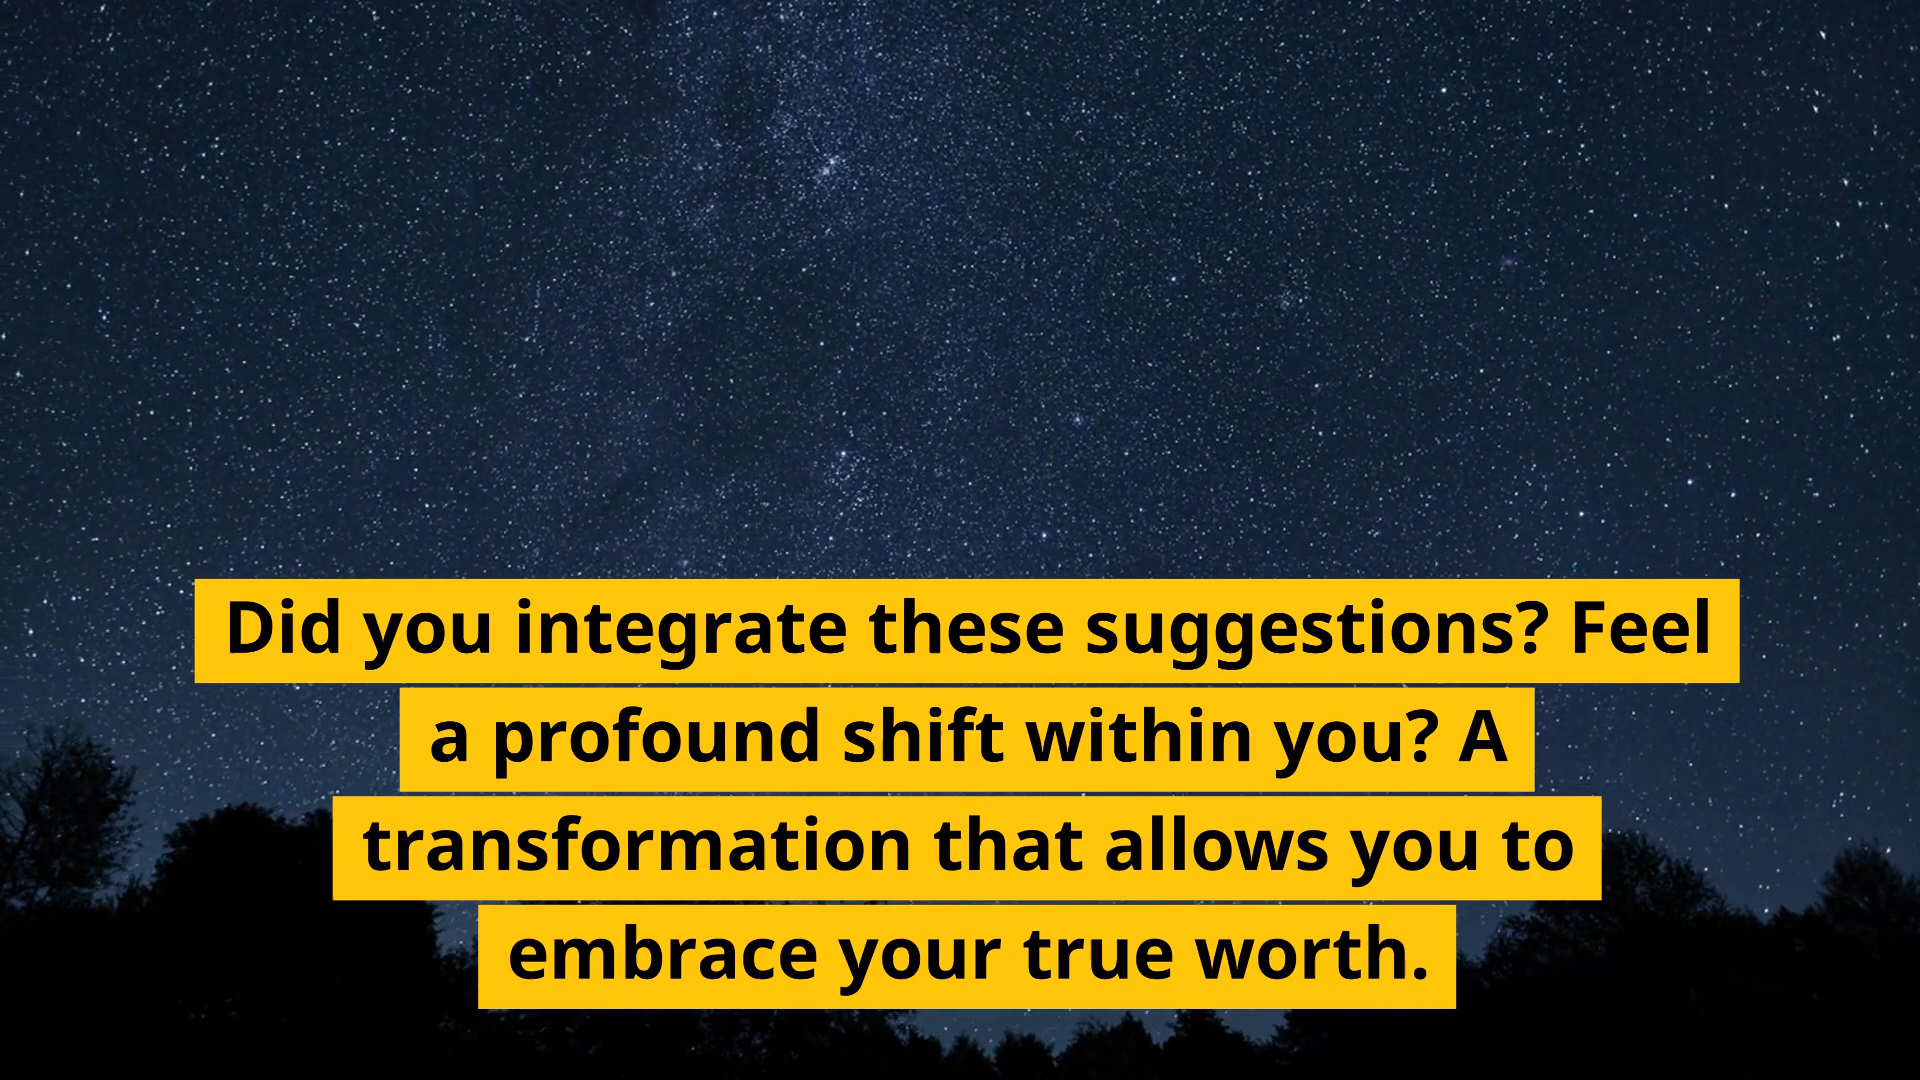 Did you integrate these suggestions? Feel
a profound shift within you? A
transformation that allows you to
embrace your true worth.